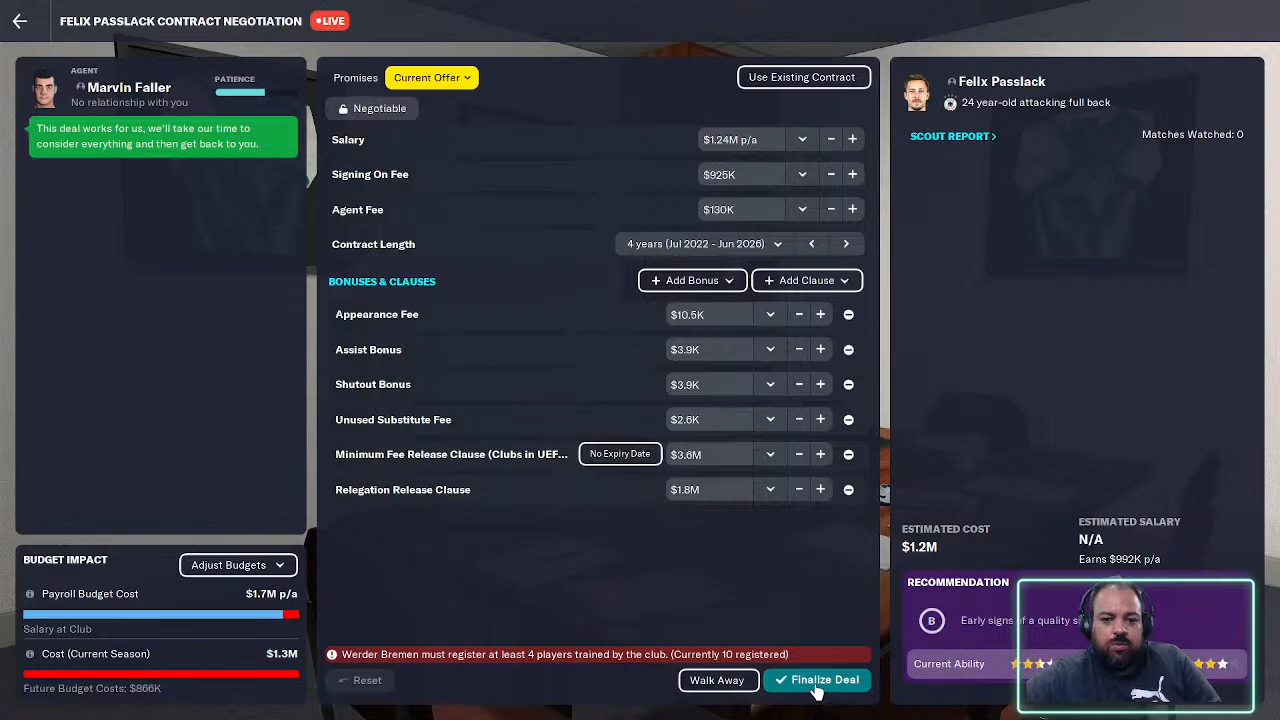 FELIX PASSLACK CONTRACT NEGOTIATION
LIVE
AGENT
Marvin Faller
No relationship with you
PATIENCE
This deal works for us, we'll take our time to
consider everything and then get back to you.
BUDGET IMPACT
Adjust Budgets
Payroll Budget Cost
$1.7M p/a
Salary at Club
Cost (Current Season)
$1.3M
Future Budget Costs: $866K
Promises
Current Offer
Use Existing Contract
Negotiable
Salary
$1.24M p/a
Signing On Fee
$925K
Agent Fee
$130K
Contract Length
4 years (Jul 2022 - Jun 2026)
BONUSES & CLAUSES
+ Add Bonus
+ Add Clause
Appearance Fee
$10.5K
Assist Bonus
$3.9K
Shutout Bonus
$3.9K
Unused Substitute Fee
$2.6K
Minimum Fee Release Clause (Clubs in UEF...
No Expiry Date
$3.6M
Relegation Release Clause
$1.8M
Werder Bremen must register at least 4 players trained by the club. (Currently 10 registered)
Reset
Walk Away
Finalize Deal
Felix Passlack
24 year-old attacking full back
SCOUT REPORT >
Matches Watched: 0
ESTIMATED COST
$1.2M
ESTIMATED SALARY
N/A
Earns $992K p/a
RECOMMENDATION
B
Early signs of a quality s
Current Ability